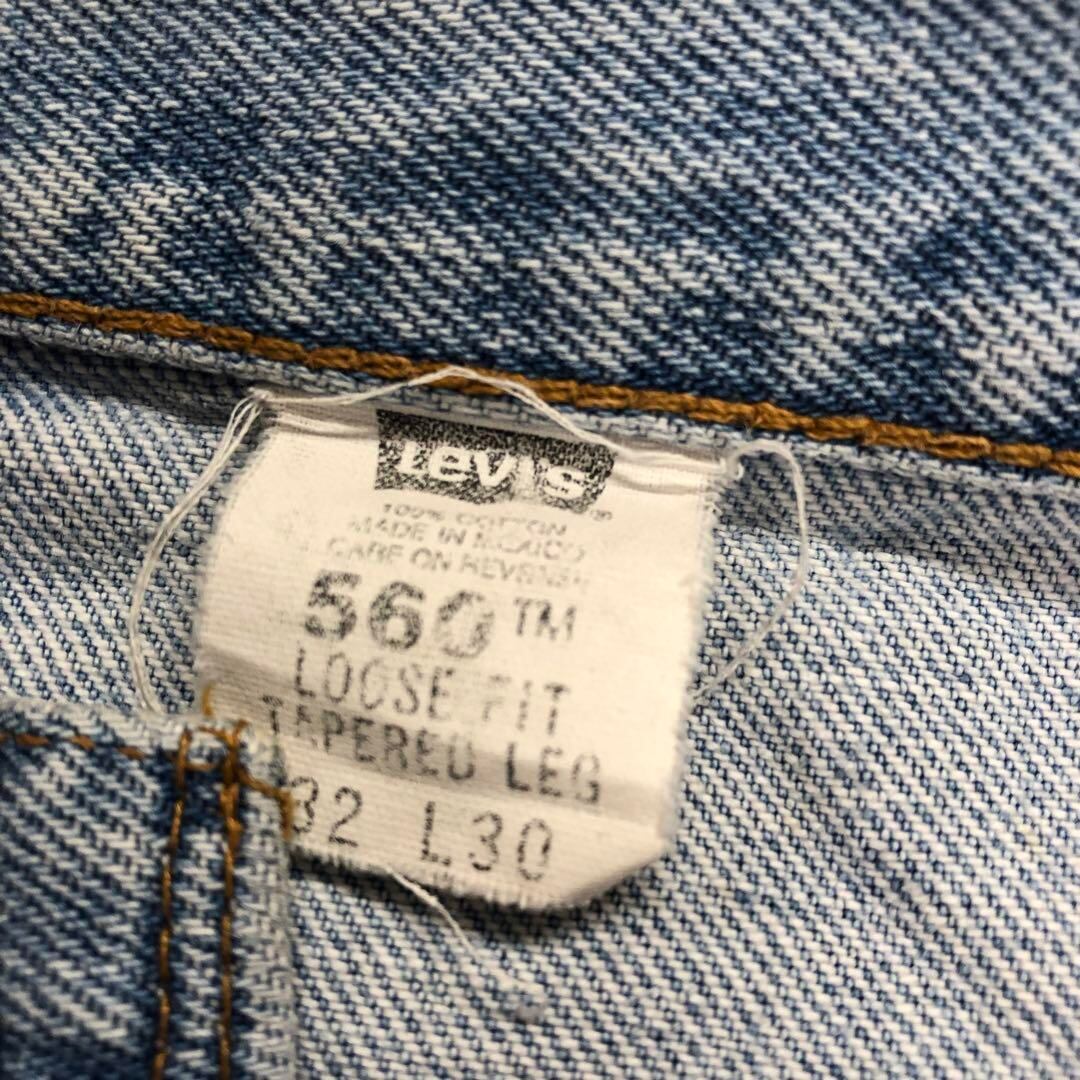 Levi's
100% COTTON
MADE IN MEXICO
CARE ON REVERSE
560™
LOOSE FIT
TAPERED LEG
32 L30